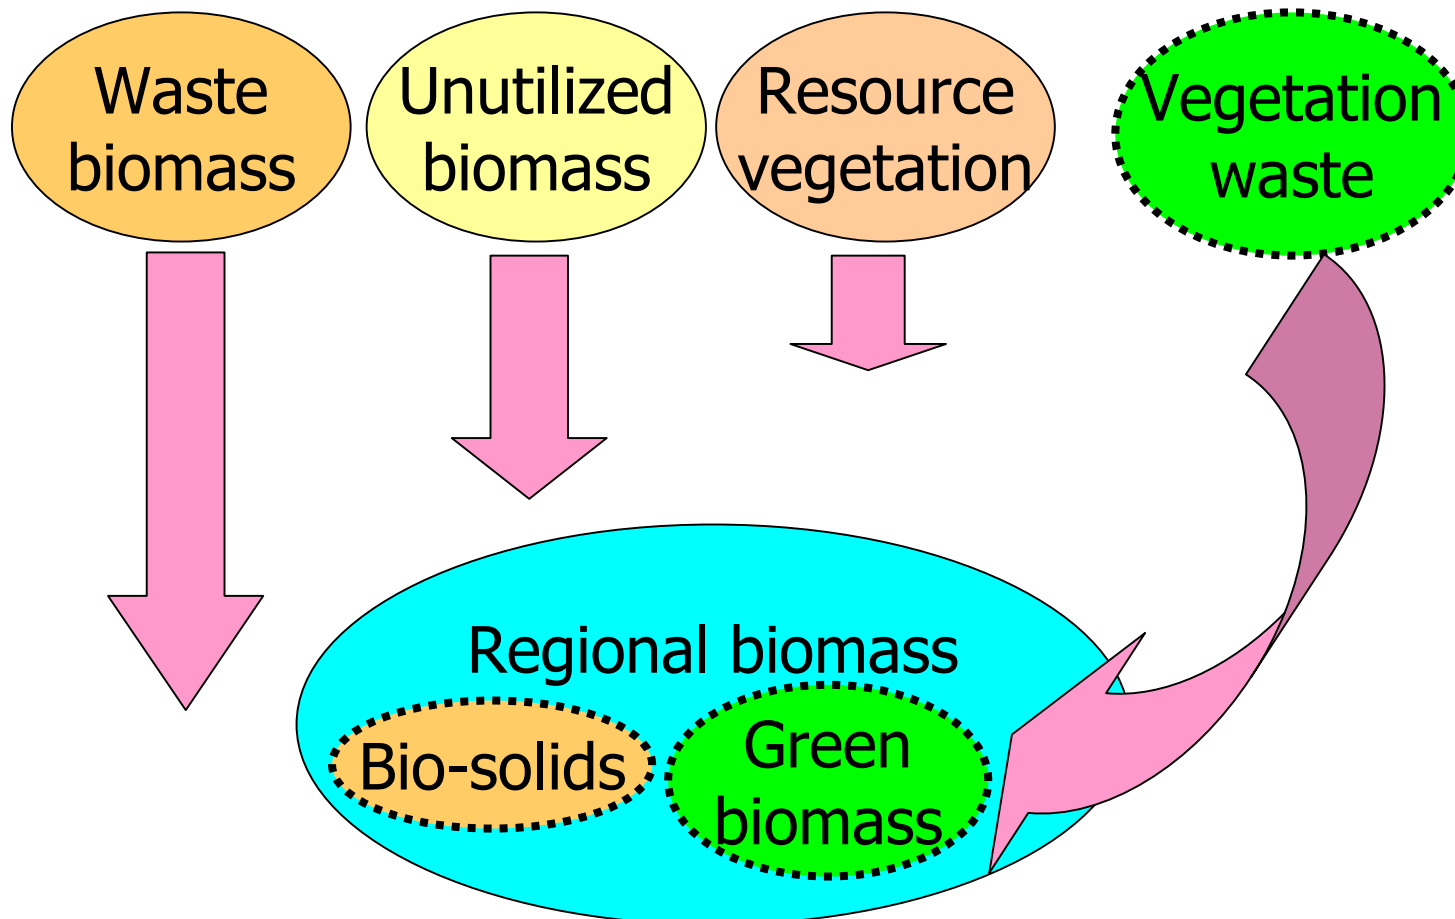 Waste
biomass
Unutilized
biomass
Resource
vegetation
Vegetation
waste
Regional biomass
Bio-solids
Green
biomass